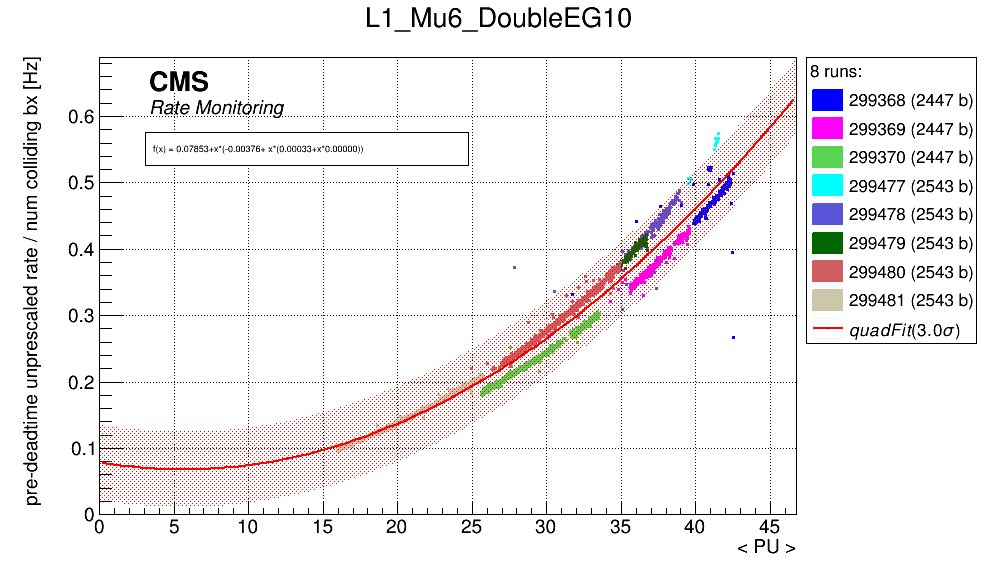 L1_Mu6_DoubleEG10
pre-deadtime unprescaled rate / num colliding bx [Hz]
CMS
Rate Monitoring
f(x) = 0.07853+x*(-0.00376+ x*(0.00033+x*0.00000))
0.6
0.5
0.4
0.3
0.2
0.1
0
0 5 10 15 20 25 30 35 40 45
< PU >
8 runs:
299368 (2447 b)
299369 (2447 b)
299370 (2447 b)
299477 (2543 b)
299478 (2543 b)
299479 (2543 b)
299480 (2543 b)
299481 (2543 b)
quadFit(3.0σ)